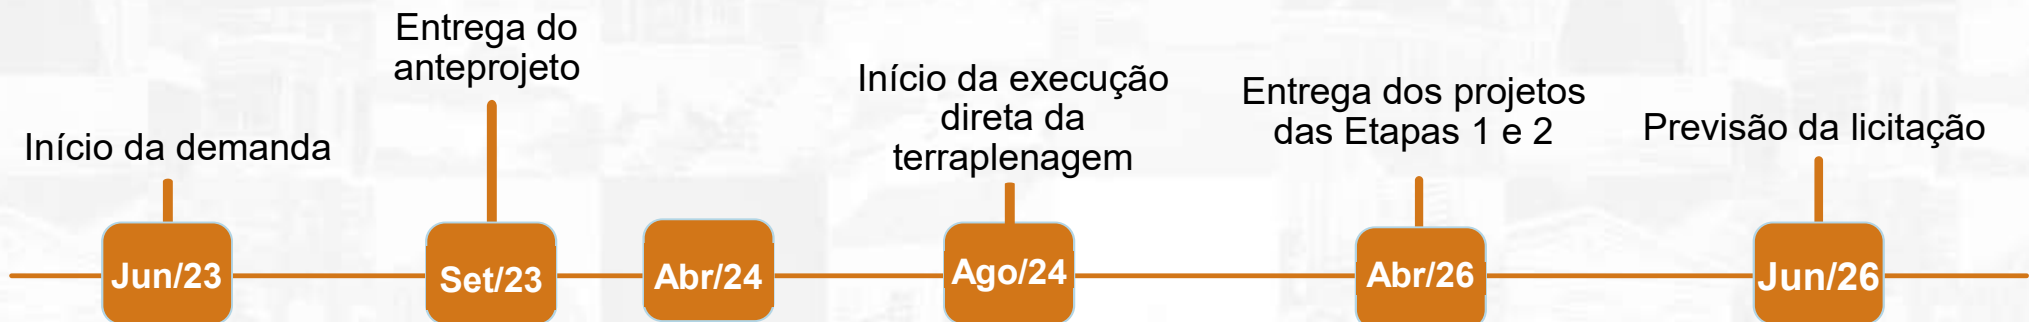 Início da demanda
Entrega do
anteprojeto
Início da execução
direta da
terraplenagem
Entrega dos projetos
das Etapas 1 e 2
Previsão da licitação
Jun/23
Set/23
Abr/24
Ago/24
Abr/26
Jun/26